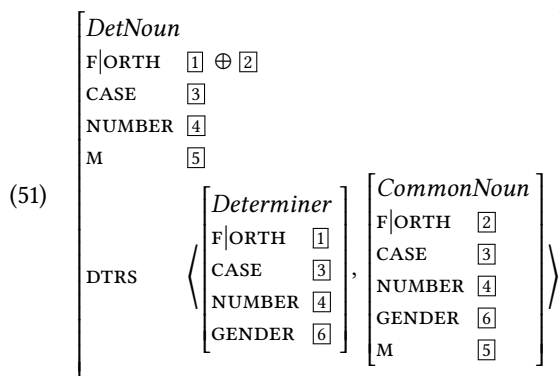 (51)
DetNoun
F|ORTH 1 ⊕ 2
CASE 3
NUMBER 4
M 5
DTRS ⟨
Determiner
F|ORTH 1
CASE 3
NUMBER 4
GENDER 6
,
CommonNoun
F|ORTH 2
CASE 3
NUMBER 4
GENDER 6
M 5
⟩